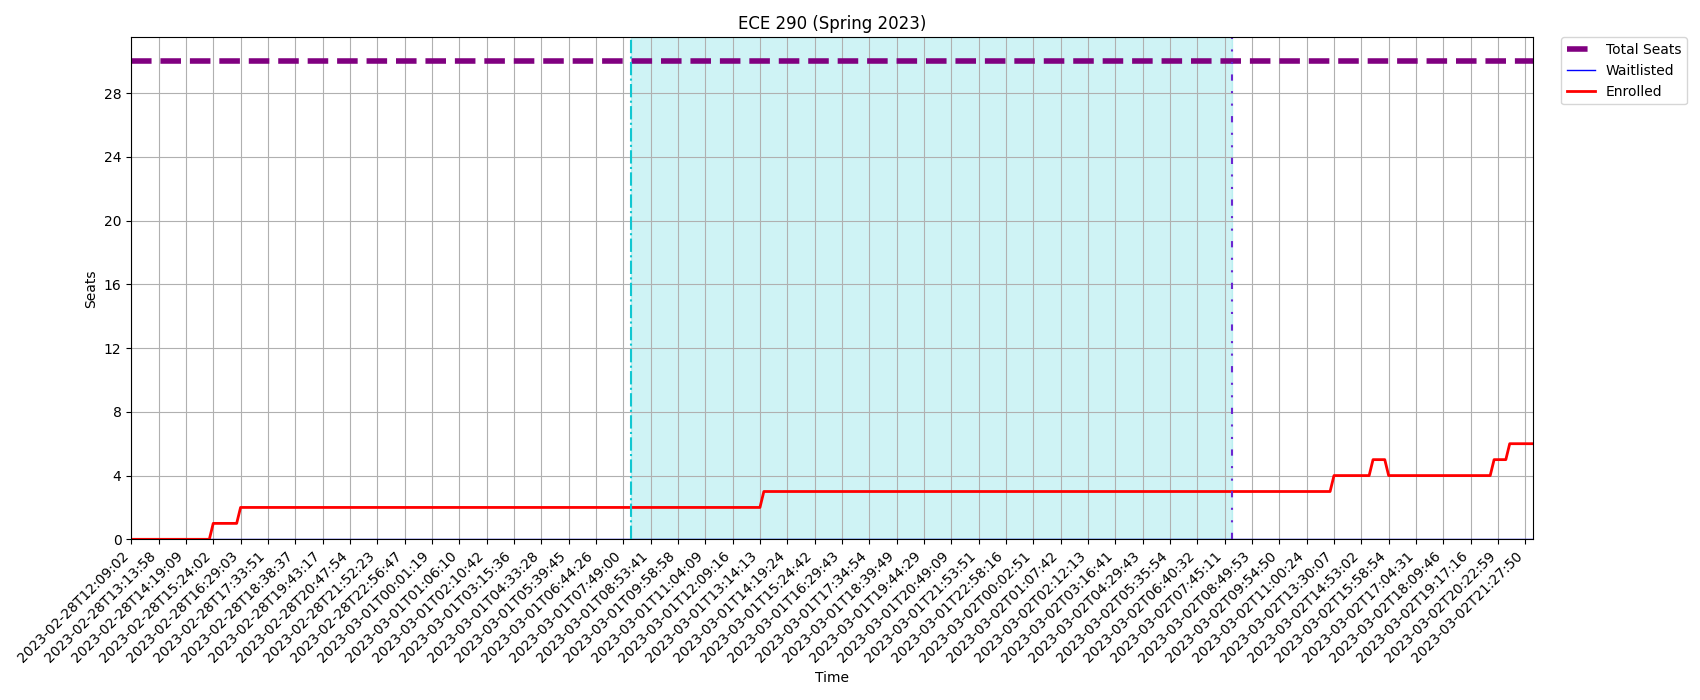 ECE 290 (Spring 2023)
Total Seats
Waitlisted
Enrolled
Seats
28
24
20
16
12
8
4
0
2023-02-28T12:09:02
2023-02-28T13:13:58
2023-02-28T14:19:09
2023-02-28T15:24:02
2023-02-28T16:29:03
2023-02-28T17:33:51
2023-02-28T18:38:37
2023-02-28T19:43:17
2023-02-28T20:47:54
2023-02-28T21:52:23
2023-02-28T22:56:47
2023-03-01T00:01:19
2023-03-01T01:06:10
2023-03-01T02:10:42
2023-03-01T03:15:36
2023-03-01T04:33:28
2023-03-01T05:39:45
2023-03-01T06:44:26
2023-03-01T07:49:00
2023-03-01T08:53:41
2023-03-01T09:58:58
2023-03-01T11:04:09
2023-03-01T12:09:16
2023-03-01T13:14:13
2023-03-01T14:19:24
2023-03-01T15:24:42
2023-03-01T16:29:43
2023-03-01T17:34:54
2023-03-01T18:39:49
2023-03-01T19:44:29
2023-03-01T20:49:09
2023-03-01T21:53:51
2023-03-01T22:58:16
2023-03-02T00:02:51
2023-03-02T01:07:42
2023-03-02T02:12:13
2023-03-02T03:16:41
2023-03-02T04:29:43
2023-03-02T05:35:54
2023-03-02T06:40:32
2023-03-02T07:45:11
2023-03-02T08:49:53
2023-03-02T09:54:50
2023-03-02T11:00:24
2023-03-02T13:30:07
2023-03-02T14:53:02
2023-03-02T15:58:54
2023-03-02T17:04:31
2023-03-02T18:09:46
2023-03-02T19:17:16
2023-03-02T20:22:59
2023-03-02T21:27:50
Time